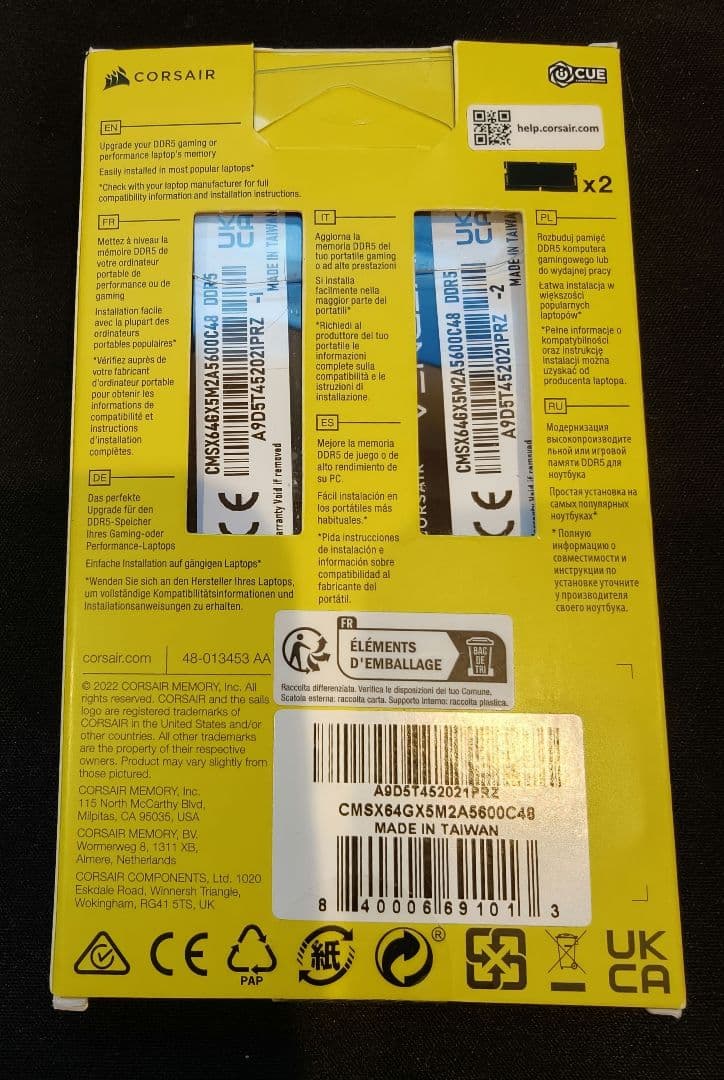 CORSAIR
iCUE
help.corsair.com
x2
EN
Upgrade your DDR5 gaming or
performance laptop's memory
Easily installed in most popular laptops*
*Check with your laptop manufacturer for full
compatibility information and installation instructions.
FR
Mettez à niveau la
mémoire DDR5 de
votre ordinateur
portable de
performance ou de
gaming
Installation facile
avec la plupart des
ordinateurs
portables populaires*
*Vérifiez auprès de
votre fabricant
d'ordinateur portable
pour obtenir les
informations de
compatibilité et
instructions
d'installation
complètes.
DE
Das perfekte
Upgrade für den
DDR5-Speicher
Ihres Gaming-oder
Performance-Laptops
Einfache Installation auf gängigen Laptops*
*Wenden Sie sich an den Hersteller Ihres Laptops,
um vollständige Kompatibilitätsinformationen und
Installationsanweisungen zu erhalten.
UK
CA
MADE IN TAIWAN
CMSX64GX5M2A5600C48 DDR5
A9D5T452021PRZ -1
CE
arranty Void if removed
IT
Aggiorna la
memoria DDR5 del
tuo portatile gaming
o ad alte prestazioni
Si installa
facilmente nella
maggior parte dei
portatili*
*Richiedi al
produttore del tuo
portatile le
informazioni
complete sulla
compatibilità e le
istruzioni di
installazione.
ES
Mejore la memoria
DDR5 de juego o de
alto rendimiento de
su PC.
Fácil instalación en
los portátiles más
habituales.*
*Pida instrucciones
de instalación e
información sobre
compatibilidad al
fabricante del
portátil.
UK
CA
MADE IN TAIWAN
CMSX64GX5M2A5600C48 DDR5
A9D5T452021PRZ -2
CE
arranty Void if removed
CORSAIR
PL
Rozbuduj pamięć
DDR5 komputera
gamingowego lub
do wydajnej pracy
Łatwa instalacja w
większości
popularnych
laptopów*
*Pełne informacje o
kompatybilności
oraz instrukcję
instalacji można
uzyskać od
producenta laptopa.
RU
Модернизация
высокопроизводите
льной или игровой
памяти DDR5 для
ноутбука
Простая установка на
самых популярных
ноутбуках*
* Полную
информацию о
совместимости и
инструкции по
установке уточните
у производителя
своего ноутбука.
corsair.com
48-013453 AA
© 2022 CORSAIR MEMORY, Inc. All
rights reserved. CORSAIR and the sails
logo are registered trademarks of
CORSAIR in the United States and/or
other countries. All other trademarks
are the property of their respective
owners. Product may vary slightly from
those pictured.
CORSAIR MEMORY, Inc.
115 North McCarthy Blvd,
Milpitas, CA 95035, USA
CORSAIR MEMORY, BV.
Wormerweg 8, 1311 XB,
Almere, Netherlands
CORSAIR COMPONENTS, Ltd. 1020
Eskdale Road, Winnersh Triangle,
Wokingham, RG41 5TS, UK
FR
ÉLÉMENTS
D'EMBALLAGE
BAC
DE
TRI
Raccolta differenziata. Verifica le disposizioni del tuo Comune.
Scatola esterna: raccolta carta. Supporto interno: raccolta plastica.
A9D5T452021PRZ
CMSX64GX5M2A5600C48
MADE IN TAIWAN
8 40006 69101 3
CE
PAP
紙
®
UK
CA